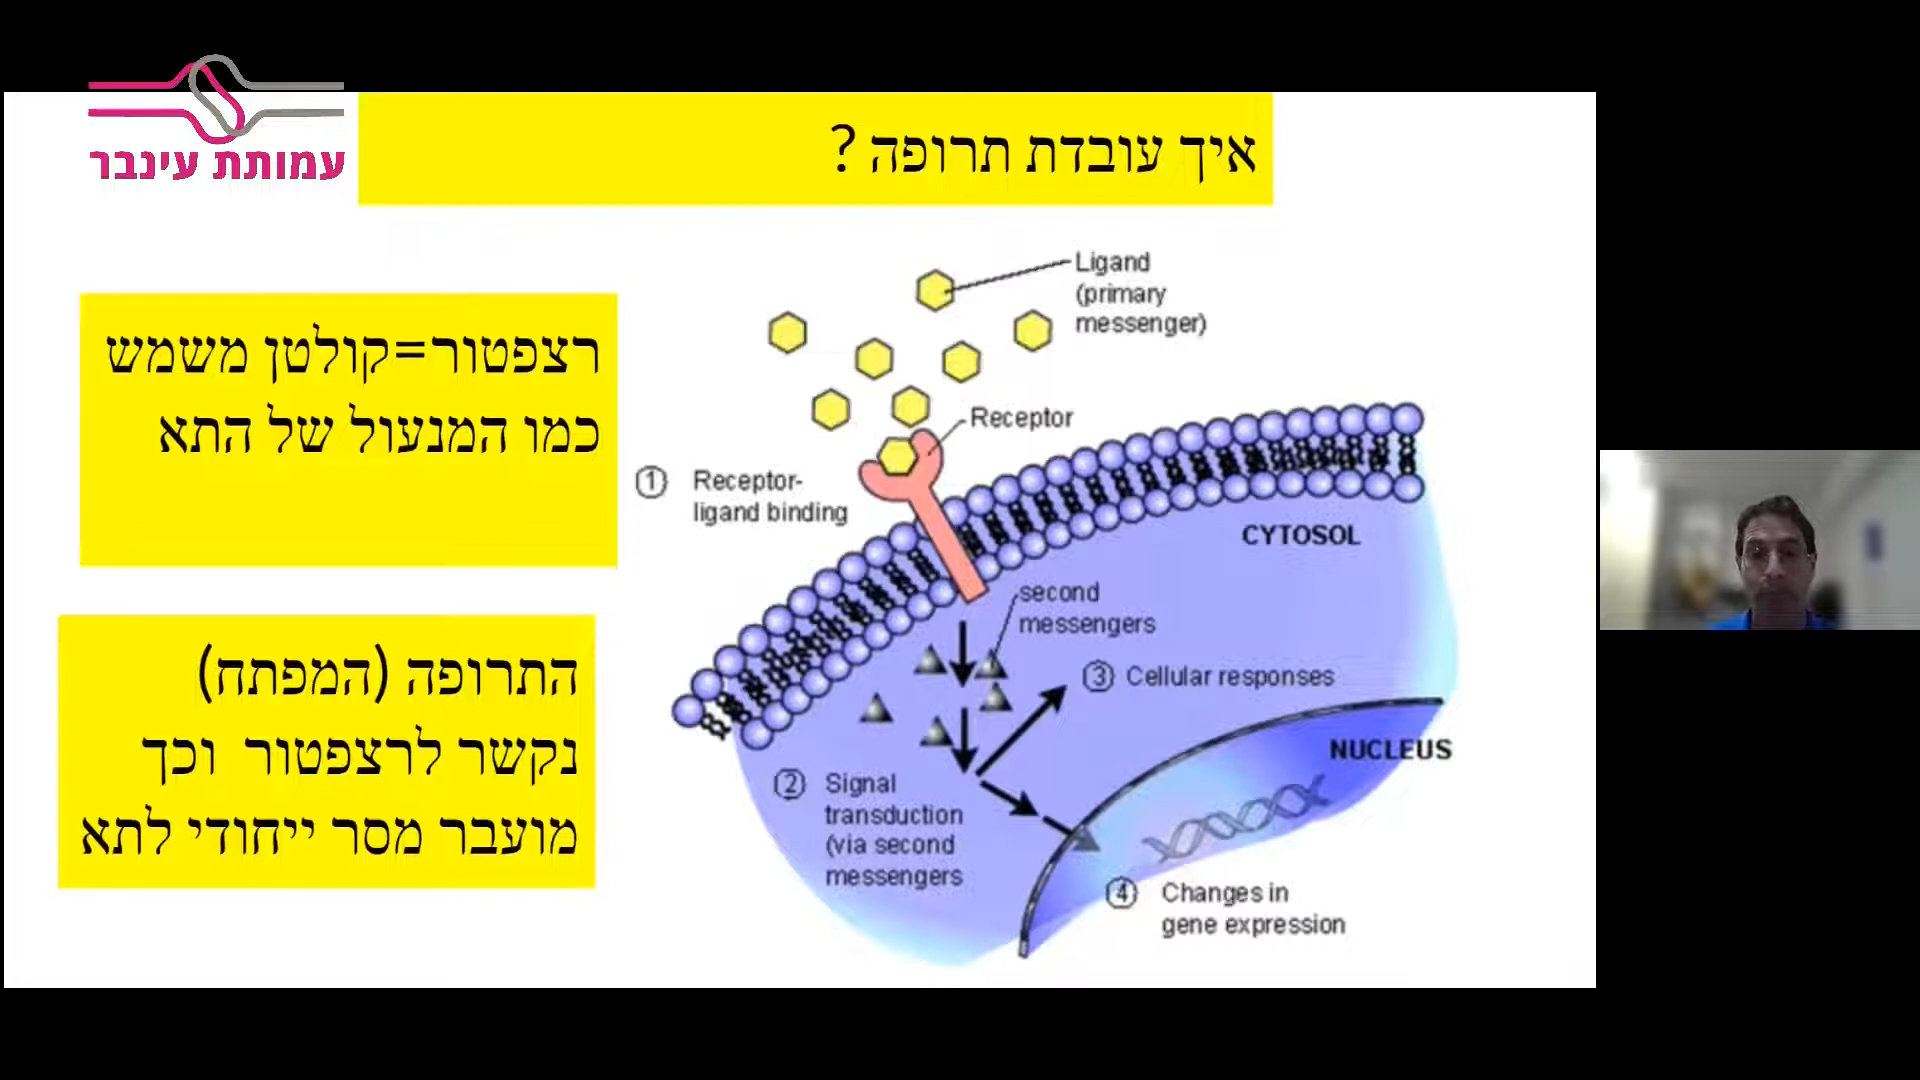 עמותת עינבר
איך עובדת תרופה ?
רצפטור=קולטן משמש
כמו המנעול של התא
התרופה (המפתח)
נקשר לרצפטור וכך
מועבר מסר ייחודי לתא
Ligand
(primary
messenger)
Receptor
1 Receptor-
ligand binding
CYTOSOL
second
messengers
3 Cellular responses
NUCLEUS
2 Signal
transduction
(via second
messengers
4 Changes in
gene expression